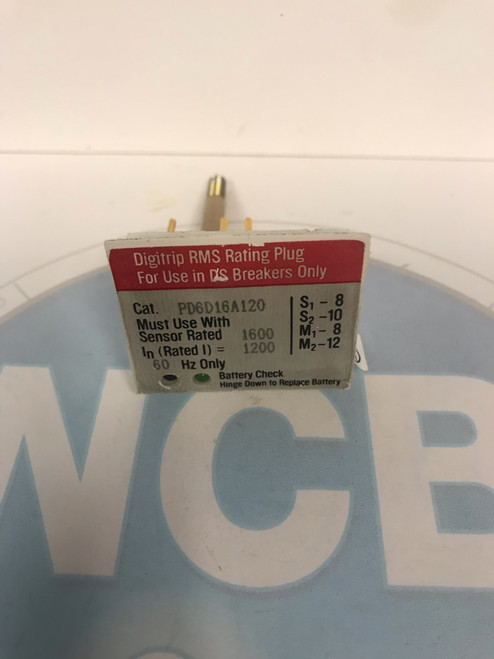 Digitrip RMS Rating Plug
For Use in DS Breakers Only
Cat. PD6D16A120
Must Use With
Sensor Rated 1600
In (Rated I) = 1200
60 Hz Only
S1 - 8
S2 - 10
M1 - 8
M2 - 12
Battery Check
Hinge Down to Replace Battery
WCB